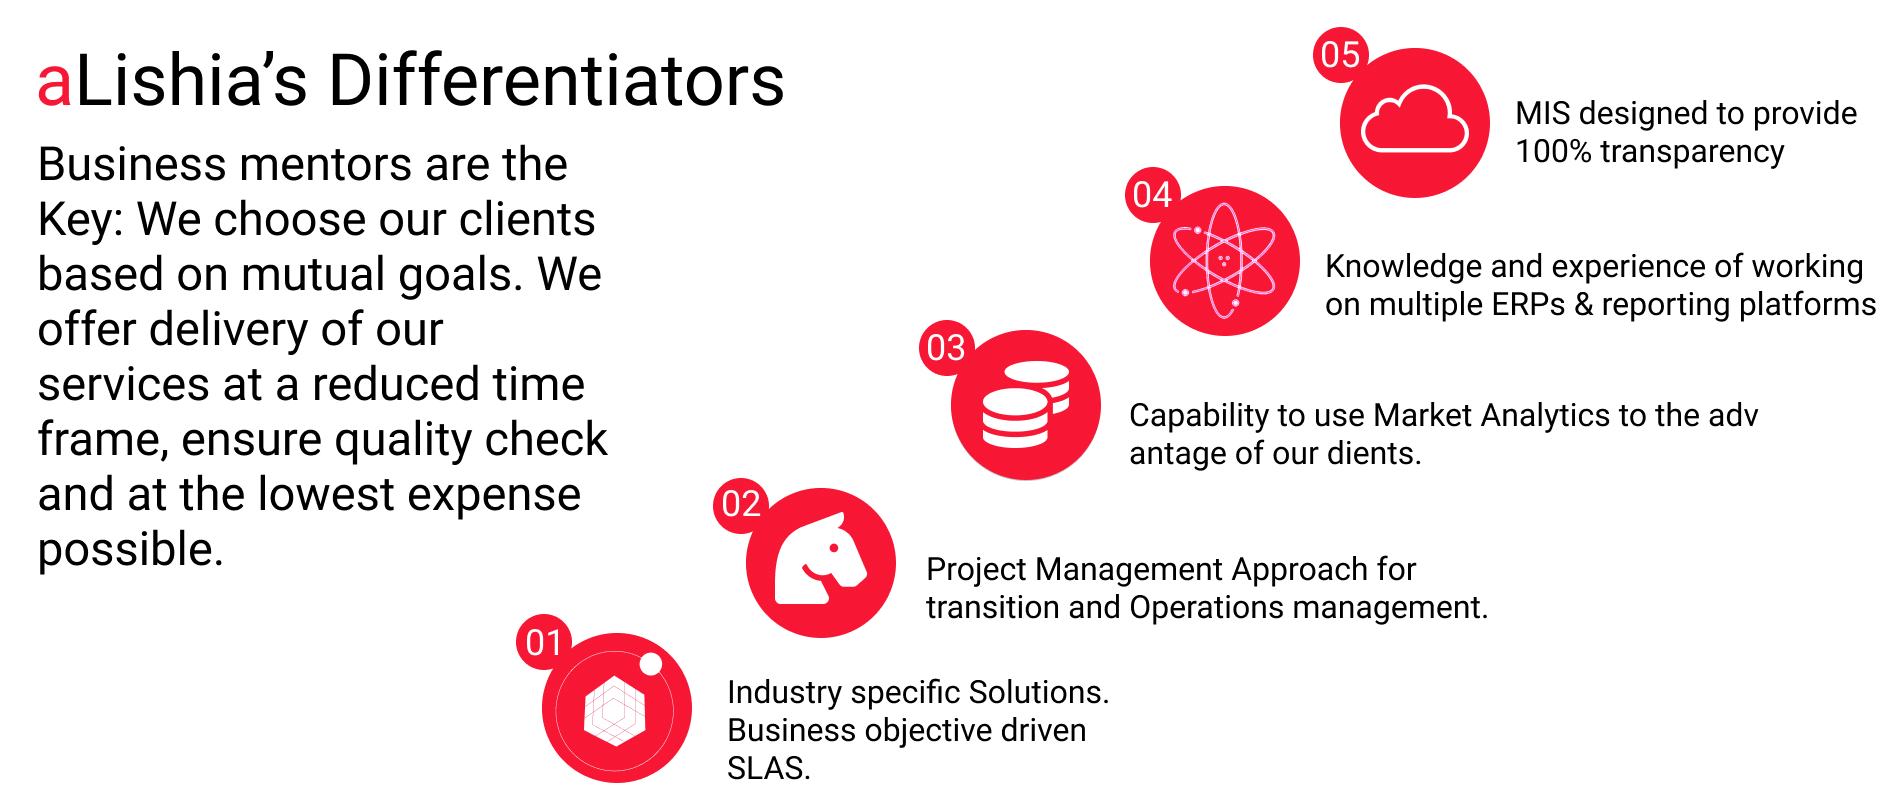 aLishia’s Differentiators
Business mentors are the
Key: We choose our clients
based on mutual goals. We
offer delivery of our
services at a reduced time
frame, ensure quality check
and at the lowest expense
possible.
01
Industry specific Solutions.
Business objective driven
SLAS.
02
Project Management Approach for
transition and Operations management.
03
Capability to use Market Analytics to the adv
antage of our dients.
04
Knowledge and experience of working
on multiple ERPs & reporting platforms
05
MIS designed to provide
100% transparency